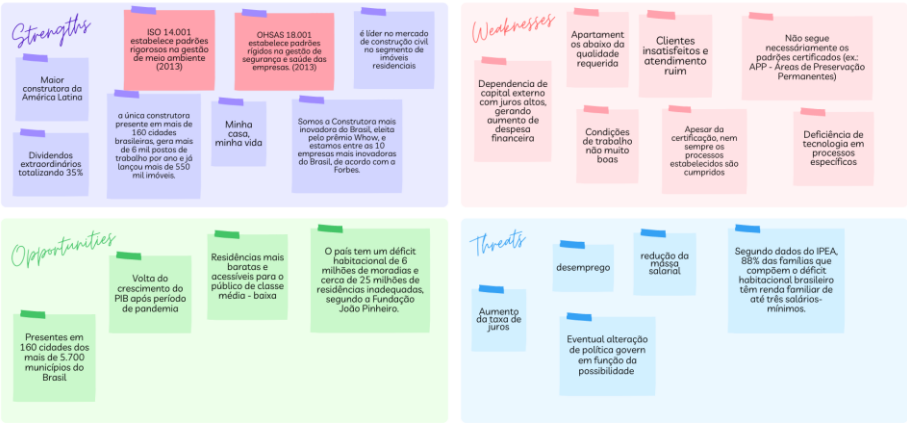 Strengths
ISO 14.001
estabelece padrões
rigorosos na gestão
de meio ambiente
(2013)
OHSAS 18.001
estabelece padrões
rígidos na gestão de
segurança e saúde das
empresas. (2013)
é líder no mercado
de construção civil
no segmento de
imóveis
residenciais
Maior
construtora da
América Latina
a única construtora
presente em mais de
160 cidades
brasileiras, gera mais
de 6 mil postos de
trabalho por ano e já
lançou mais de 550
mil imóveis.
Minha
casa,
minha vida
Somos a Construtora mais
inovadora do Brasil, eleita
pelo prêmio Whow, e
estamos entre as 10
empresas mais inovadoras
do Brasil, de acordo com a
Forbes.
Dividendos
extraordinários
totalizando 35%
Weaknesses
Apartament
os abaixo da
qualidade
requerida
Clientes
insatisfeitos e
atendimento
ruim
Não segue
necessáriamente os
padrões certificados (ex.:
APP - Áreas de Preservação
Permanentes)
Dependencia de
capital externo
com juros altos,
gerando
aumento de
despesa
financeira
Condições de
trabalho não
muito
boas
Apesar da
certificação, nem
sempre os
processos
estabelecidos são
cumpridos
Deficiência de
tecnologia em
processos
específicos
Opportunities
Volta do
crescimento do
PIB após período
de pandemia
Residências mais
baratas e
acessíveis para o
público de classe
média - baixa
O país tem um déficit
habitacional de 6
milhões de moradias e
cerca de 25 milhões de
residências inadequadas,
segundo a Fundação
João Pinheiro.
Presentes em
160 cidades dos
mais de 5.700
municípios do
Brasil
Threats
desemprego
redução da
massa
salarial
Segundo dados do IPEA,
88% das famílias que
compõem o déficit
habitacional brasileiro
têm renda familiar de
até três salários-
mínimos.
Aumento
da taxa de
juros
Eventual alteração
de política govern
em função da
possibilidade